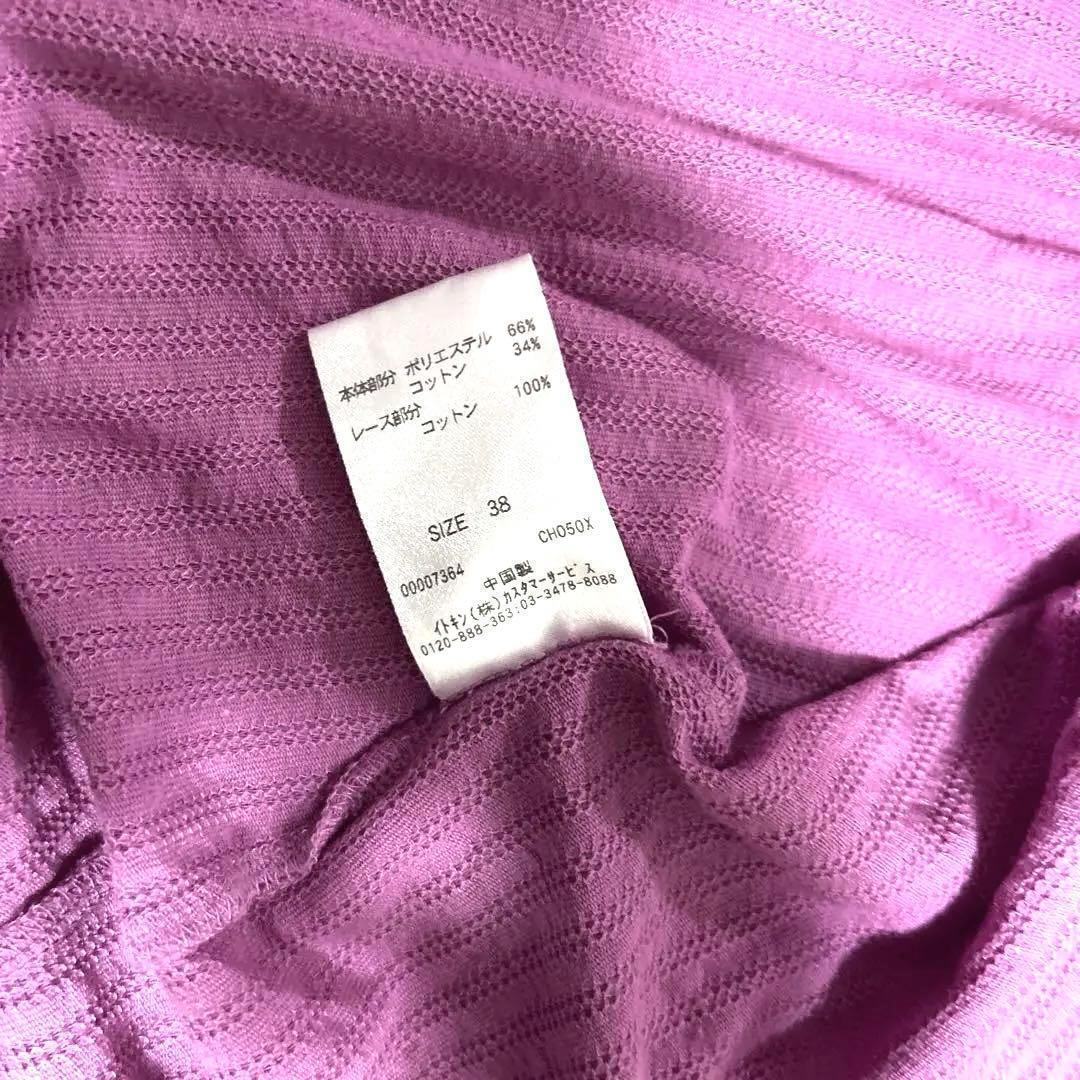 本体部分 ポリエステル 66%
コットン 34%
レース部分
コットン 100%
SIZE 38
CH050X
00007364 中国製
イトキン(株)カスタマーサービス
0120-888-363:03-3478-8088